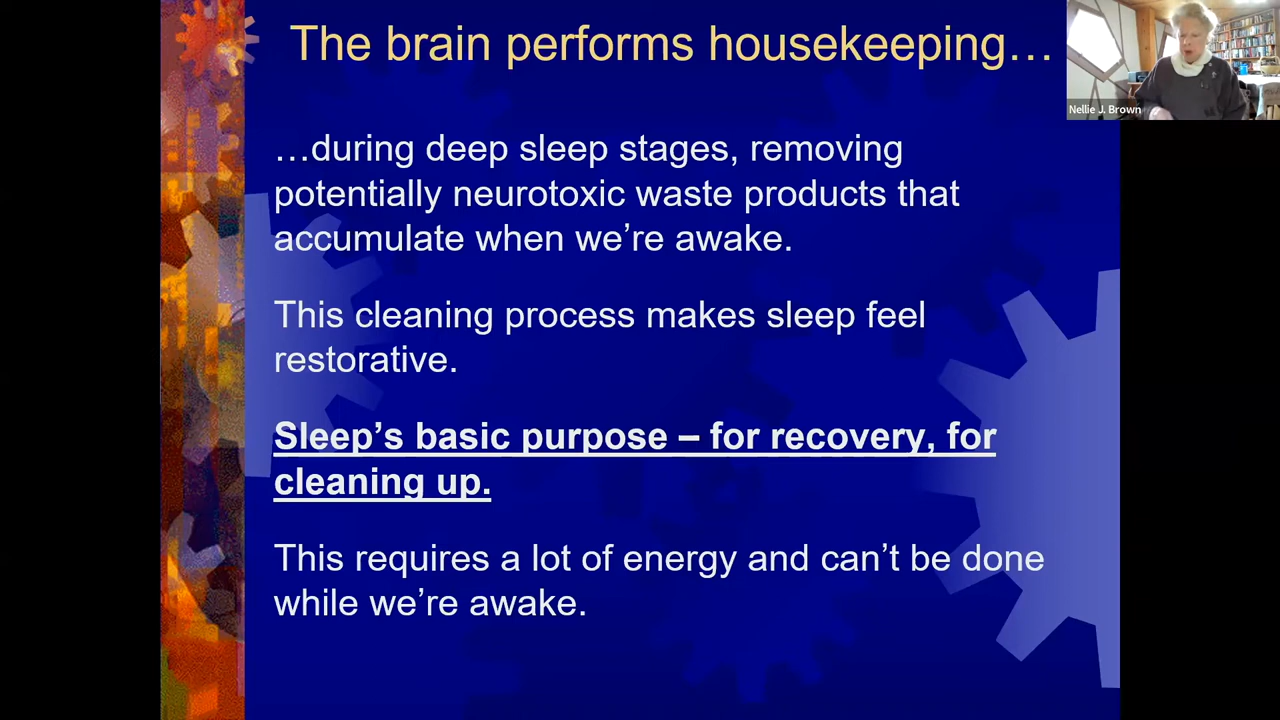 The brain performs housekeeping…
Nellie J. Brown
…during deep sleep stages, removing
potentially neurotoxic waste products that
accumulate when we’re awake.
This cleaning process makes sleep feel
restorative.
Sleep’s basic purpose – for recovery, for
cleaning up.
This requires a lot of energy and can’t be done
while we’re awake.